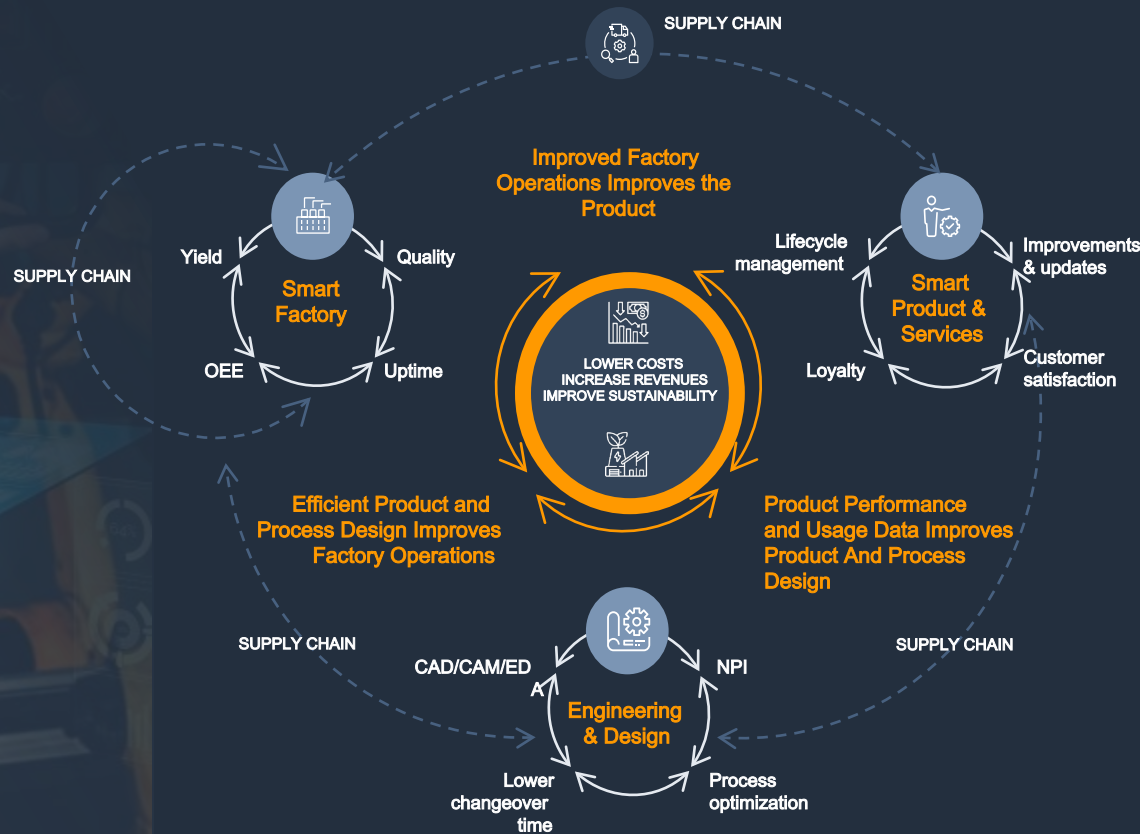 SUPPLY CHAIN
Improved Factory
Operations Improves the
Product
SUPPLY CHAIN
Yield
Quality
Smart
Factory
OEE
Uptime
Lifecycle
management
Improvements
& updates
Smart
Product &
Services
Loyalty
Customer
satisfaction
LOWER COSTS
INCREASE REVENUES
IMPROVE SUSTAINABILITY
Efficient Product and
Process Design Improves
Factory Operations
Product Performance
and Usage Data Improves
Product And Process
Design
SUPPLY CHAIN
SUPPLY CHAIN
CAD/CAM/ED
A
NPI
Engineering
& Design
Lower
changeover
time
Process
optimization